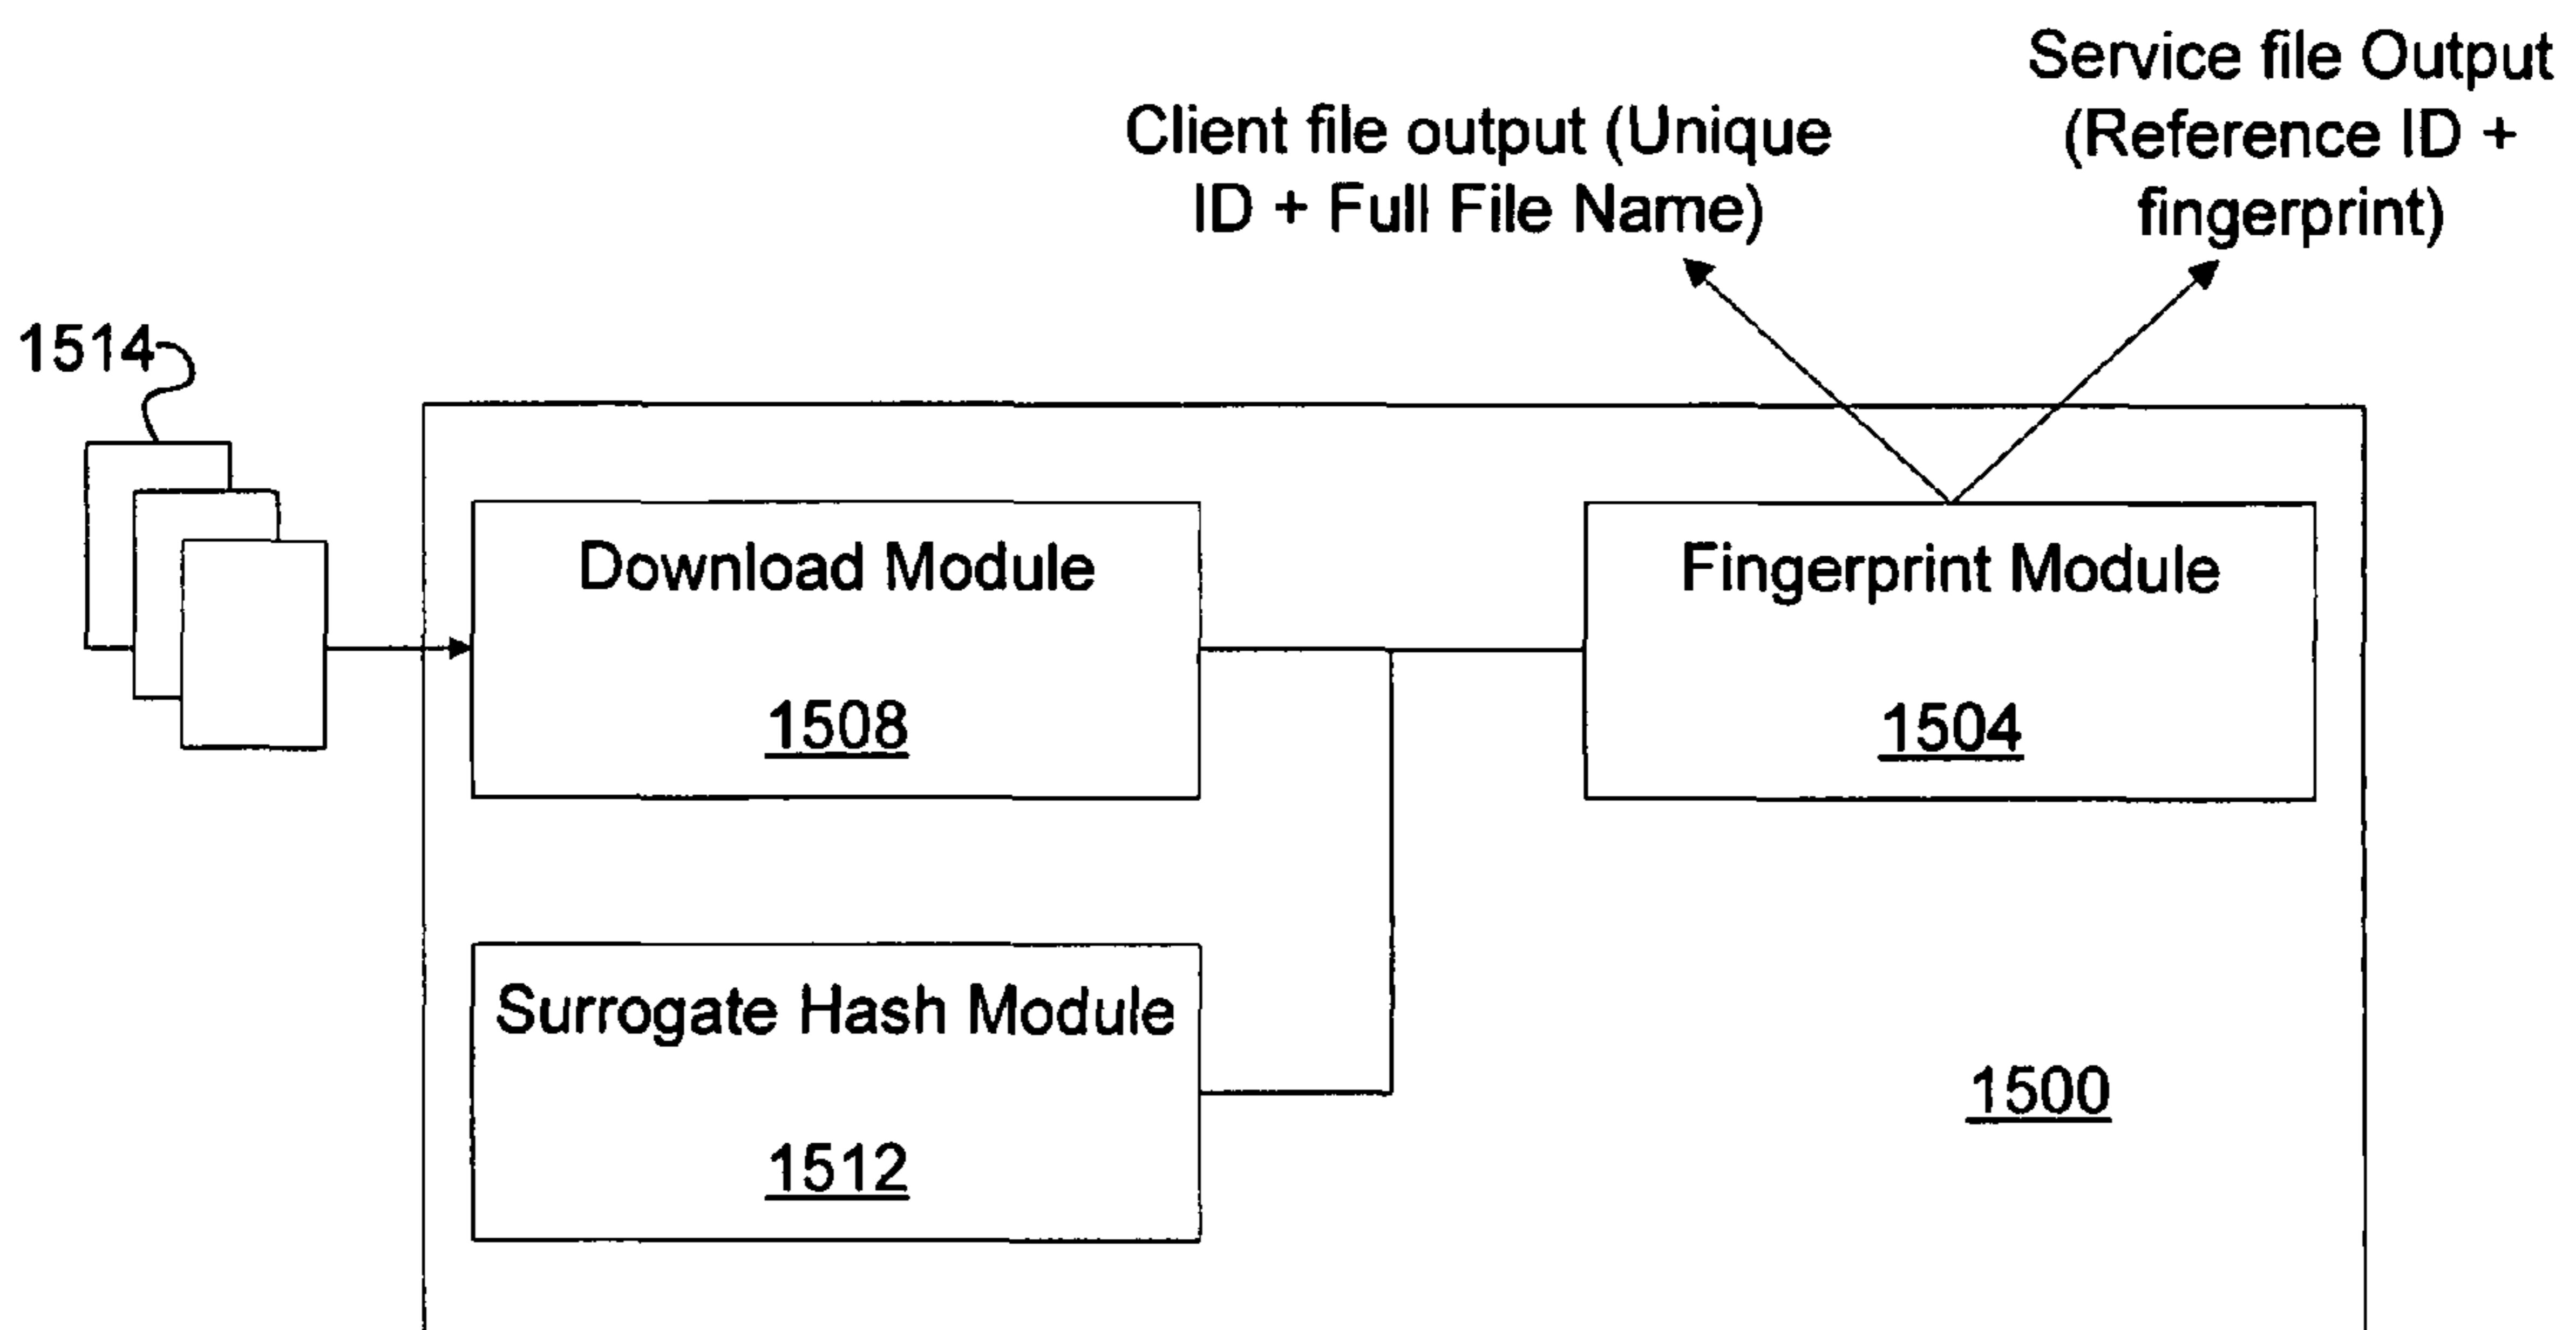 Service file Output
(Reference ID +
fingerprint)
Client file output (Unique
ID + Full File Name)
1514
Download Module
1508
Fingerprint Module
1504
Surrogate Hash Module
1512
1500